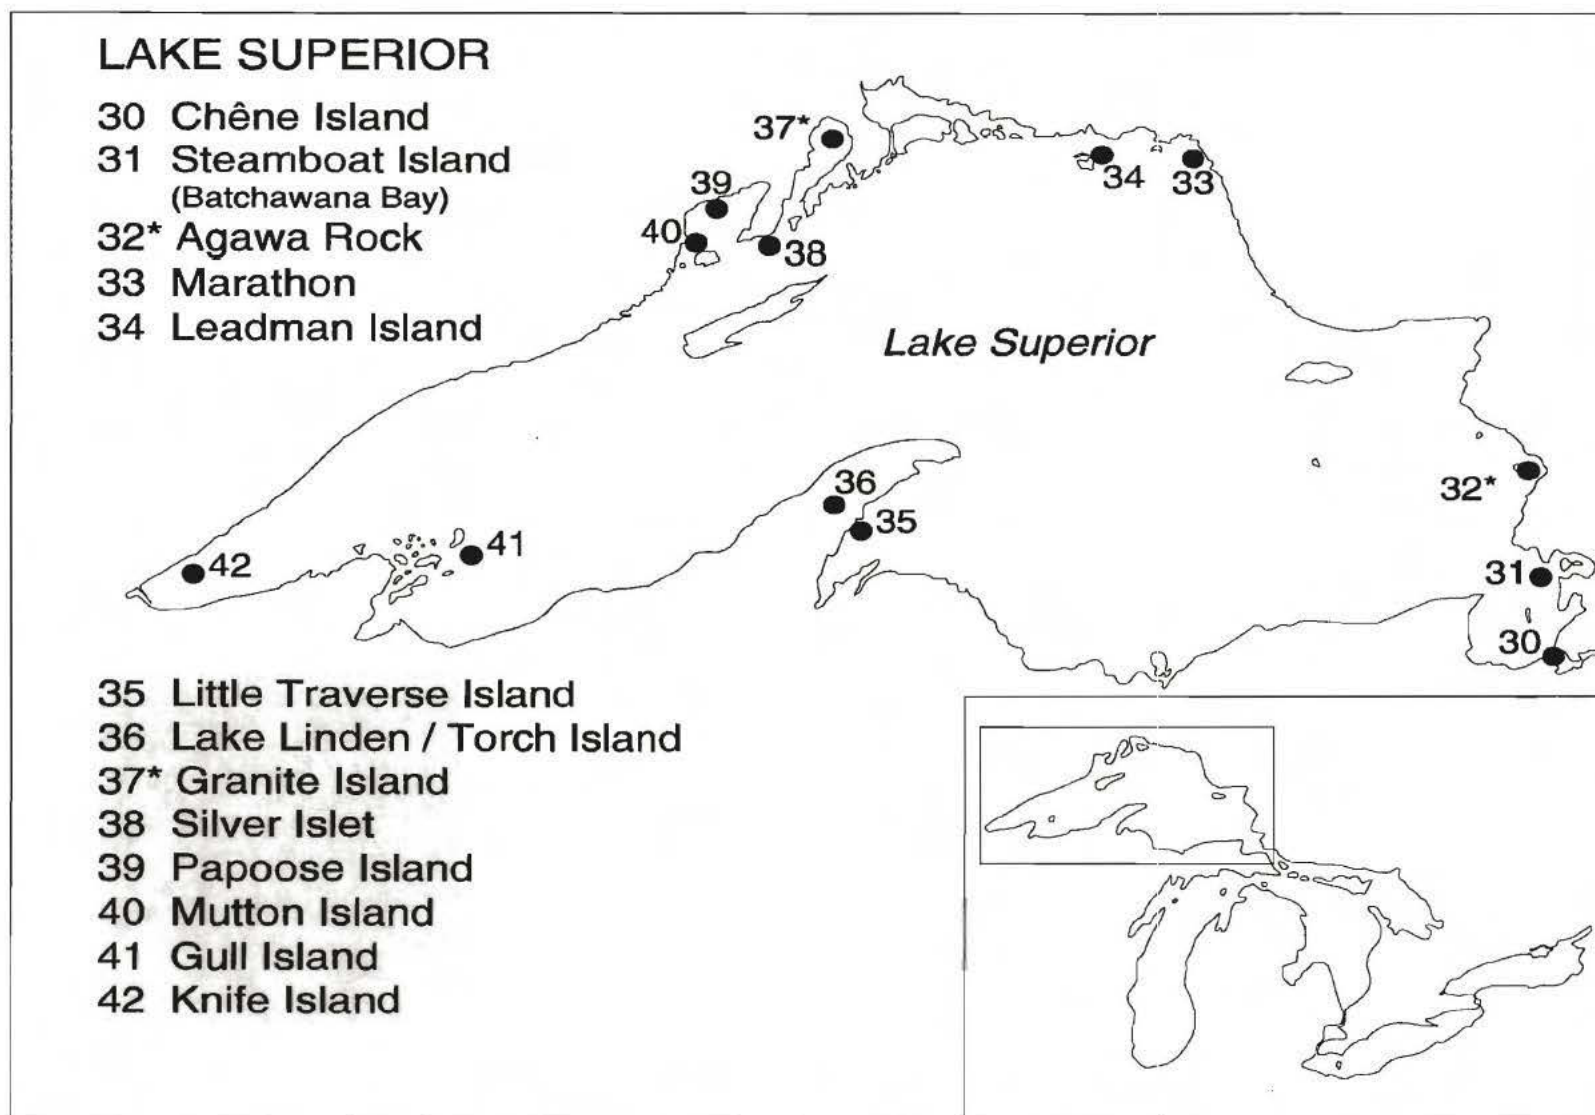 LAKE SUPERIOR
30 Chêne Island
31 Steamboat Island
(Batchawana Bay)
32* Agawa Rock
33 Marathon
34 Leadman Island
37*
39
40
38
34
33
Lake Superior
36
35
32*
41
42
31
30
35 Little Traverse Island
36 Lake Linden / Torch Island
37* Granite Island
38 Silver Islet
39 Papoose Island
40 Mutton Island
41 Gull Island
42 Knife Island